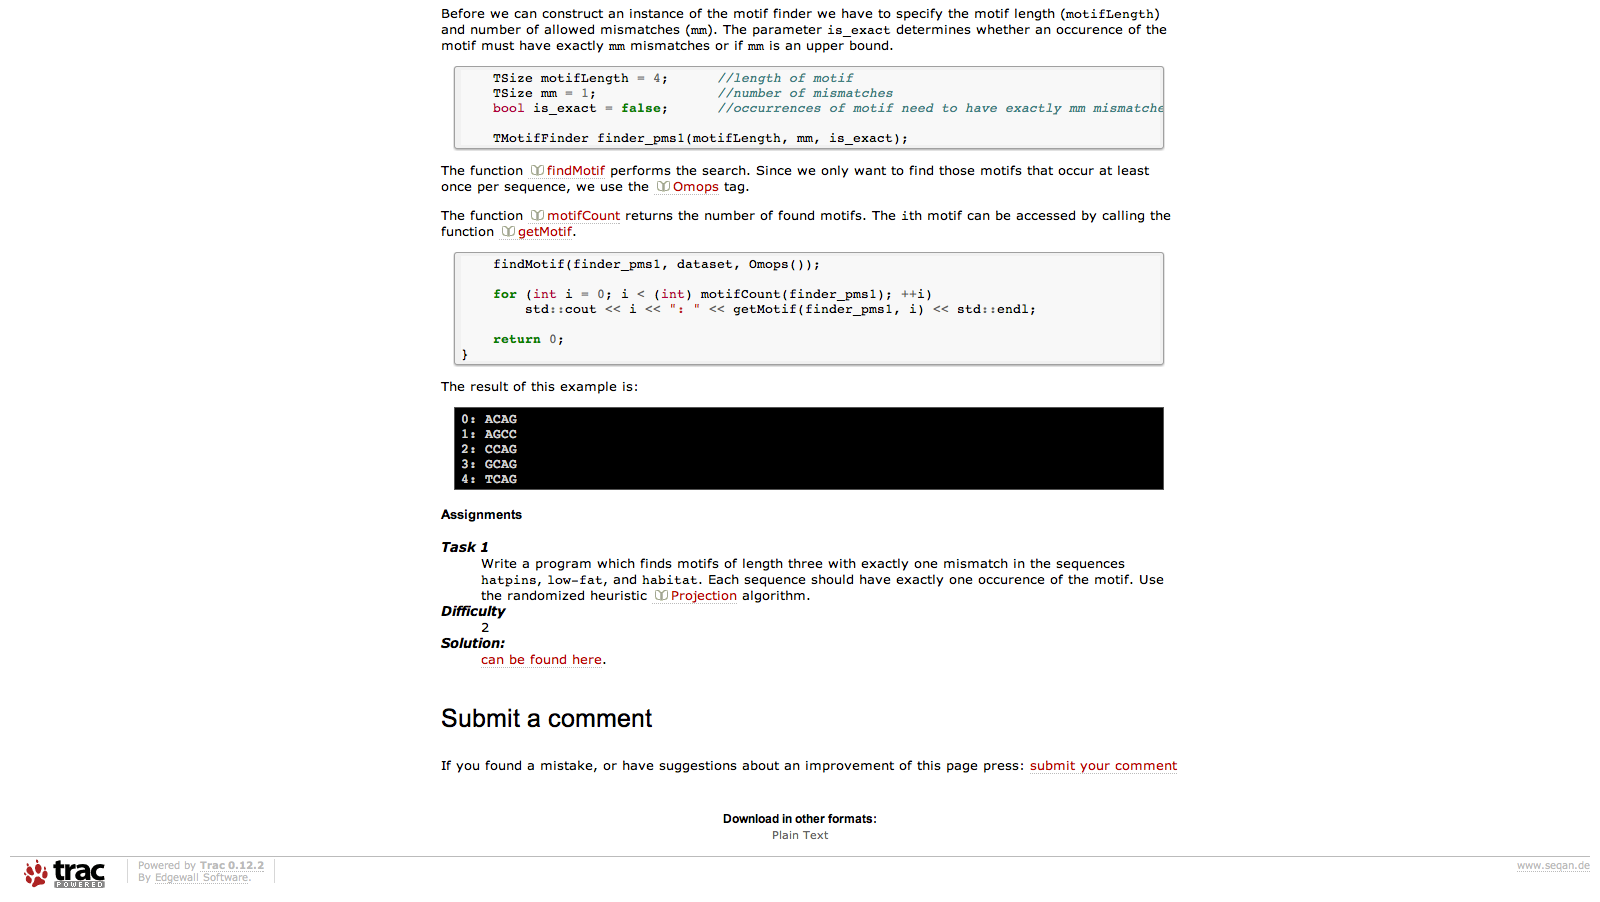 Before we can construct an instance of the motif finder we have to specify the motif length (motifLength)
and number of allowed mismatches (mm). The parameter is_exact determines whether an occurence of the
motif must have exactly mm mismatches or if mm is an upper bound.
TSize motifLength = 4;      //length of motif
TSize mm = 1;               //number of mismatches
bool is_exact = false;      //occurrences of motif need to have exactly mm mismatche
TMotifFinder finder_pms1(motifLength, mm, is_exact);
The function findMotif performs the search. Since we only want to find those motifs that occur at least
once per sequence, we use the Omops tag.
The function motifCount returns the number of found motifs. The ith motif can be accessed by calling the
function getMotif.
findMotif(finder_pms1, dataset, Omops());
for (int i = 0; i < (int) motifCount(finder_pms1); ++i)
std::cout << i << ": " << getMotif(finder_pms1, i) << std::endl;
return 0;
}
The result of this example is:
0: ACAG
1: AGCC
2: CCAG
3: GCAG
4: TCAG
Assignments
Task 1
Write a program which finds motifs of length three with exactly one mismatch in the sequences
hatpins, low-fat, and habitat. Each sequence should have exactly one occurence of the motif. Use
the randomized heuristic Projection algorithm.
Difficulty
2
Solution:
can be found here.
Submit a comment
If you found a mistake, or have suggestions about an improvement of this page press: submit your comment
Download in other formats:
Plain Text
trac
POWERED
Powered by Trac 0.12.2
By Edgewall Software.
www.seqan.de